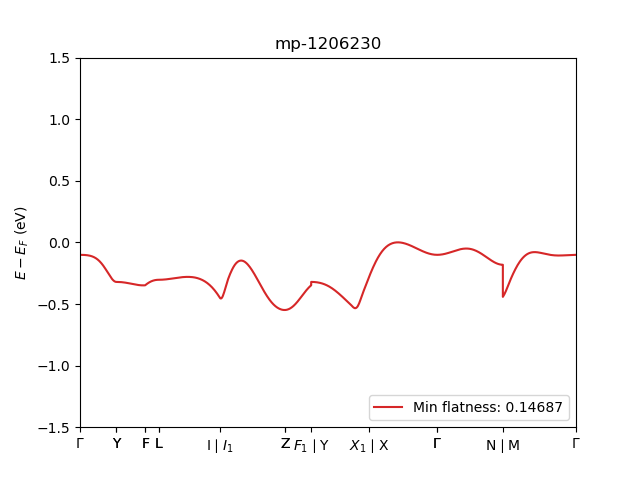 mp-1206230
E − E_F (eV)
1.5
1.0
0.5
0.0
−0.5
−1.0
−1.5
Γ Y F L I | I₁ Z F₁ | Y X₁ | X Γ N | M Γ
Min flatness: 0.14687